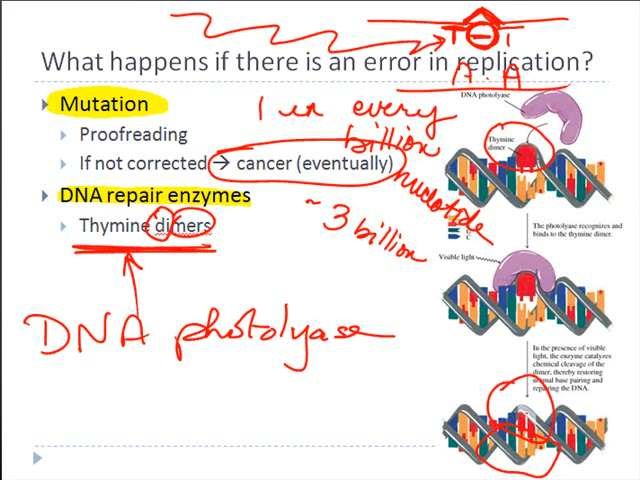 T T
What happens if there is an error in replication?
A . A
Mutation
Proofreading
If not corrected → cancer (eventually)
DNA repair enzymes
Thymine dimers
1 in every
billion
nucleotide
~ 3 billion
DNA photolyase
DNA photolyase
Thymine
dimer
The photolyase recognizes and
binds to the thymine dimer.
Visible light
In the presence of visible
light, the enzyme catalyzes
chemical cleavage of the
dimer, thereby restoring
normal base pairing and
repairing the DNA.